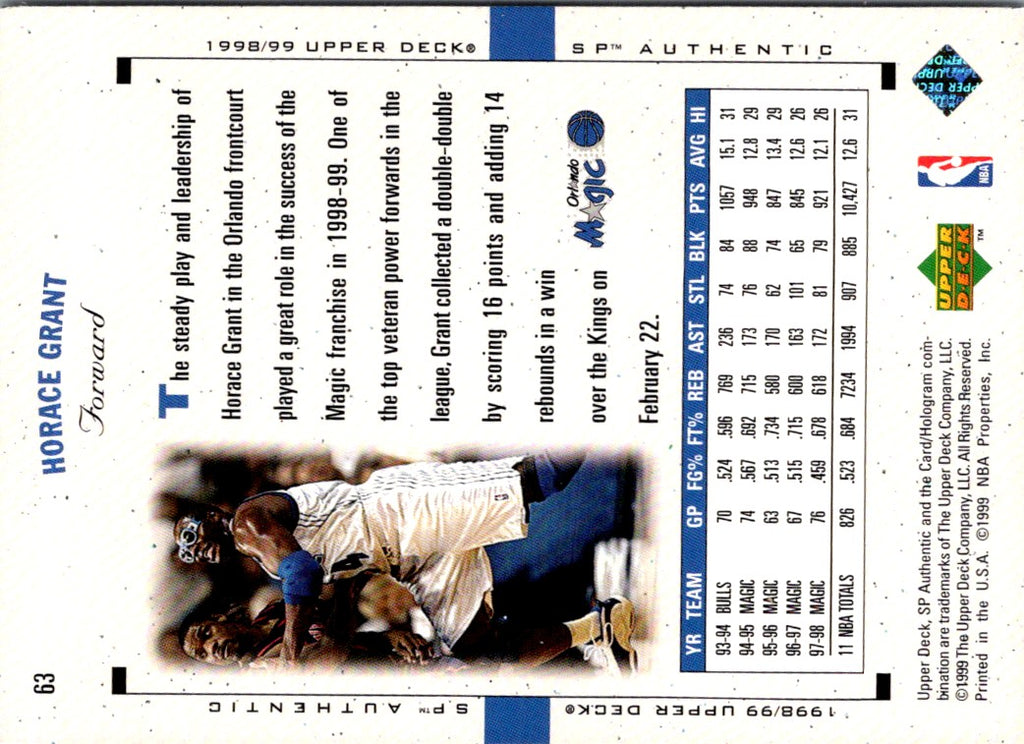 63
HORACE GRANT
Forward
1998/99 UPPER DECK® SP™ AUTHENTIC
The steady play and leadership of
Horace Grant in the Orlando frontcourt
played a great role in the success of the
Magic franchise in 1998-99. One of
the top veteran power forwards in the
league, Grant collected a double-double
by scoring 16 points and adding 14
rebounds in a win
over the Kings on
February 22.
Orlando
MAGIC
YR TEAM GP FG% FT% REB AST STL BLK PTS AVG HI
93-94 BULLS 70 .524 .596 769 236 74 84 1057 15.1 31
94-95 MAGIC 74 .567 .692 715 173 76 88 948 12.8 29
95-96 MAGIC 63 .513 .734 580 170 62 74 847 13.4 29
96-97 MAGIC 67 .515 .715 600 163 101 65 845 12.6 26
97-98 MAGIC 76 .459 .678 618 172 81 79 921 12.1 26
11 NBA TOTALS 826 .523 .684 7234 1994 907 885 10,427 12.6 31
1998/99 UPPER DECK® SP™ AUTHENTIC
Upper Deck, SP Authentic and the Card/Hologram com-
bination are trademarks of The Upper Deck Company, LLC.
©1999 The Upper Deck Company, LLC. All Rights Reserved.
Printed in the U.S.A. ©1999 NBA Properties, Inc.
UPPER
DECK™
NBA
UPPER DECK